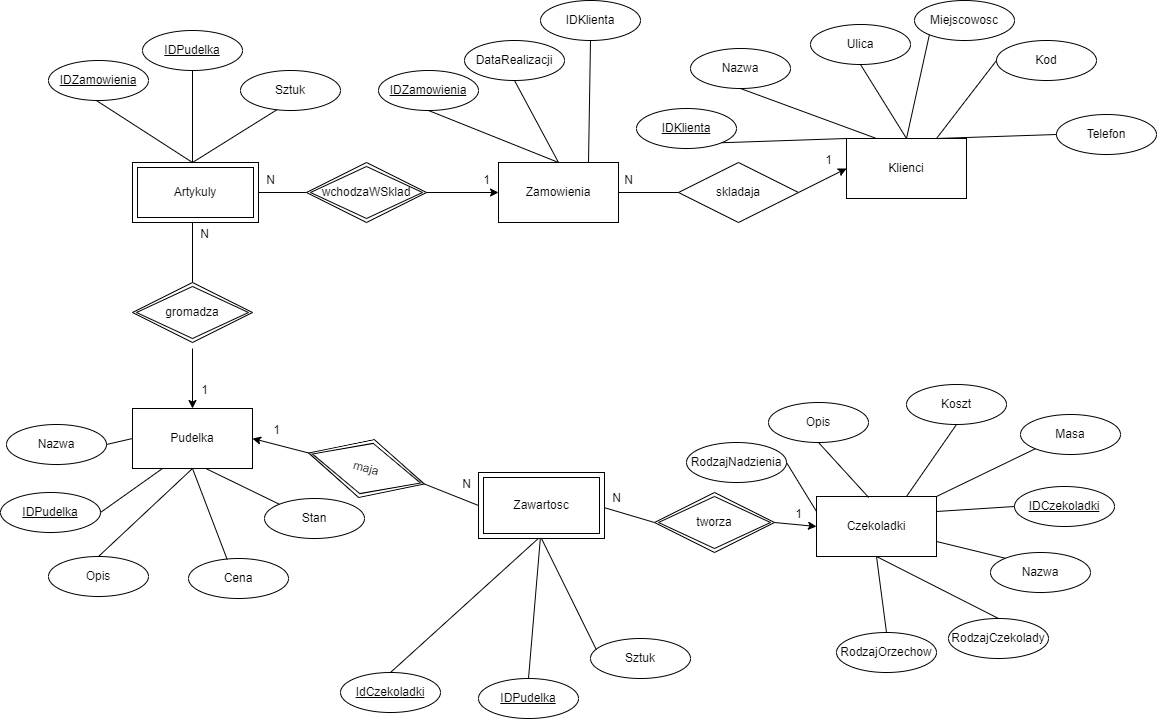 IDKlienta
Miejscowosc
IDPudelka
Ulica
DataRealizacji
Kod
Nazwa
IDZamowienia
Sztuk
IDZamowienia
IDKlienta
Telefon
Klienci
1
N
1
N
Artykuly
wchodzaWSklad
Zamowienia
skladaja
N
gromadza
1
Koszt
Opis
1
Masa
Pudelka
Nazwa
RodzajNadzienia
maja
N
N
Zawartosc
IDCzekoladki
1
IDPudelka
Stan
tworza
Czekoladki
Opis
Cena
Nazwa
RodzajCzekolady
RodzajOrzechow
Sztuk
IdCzekoladki
IDPudelka